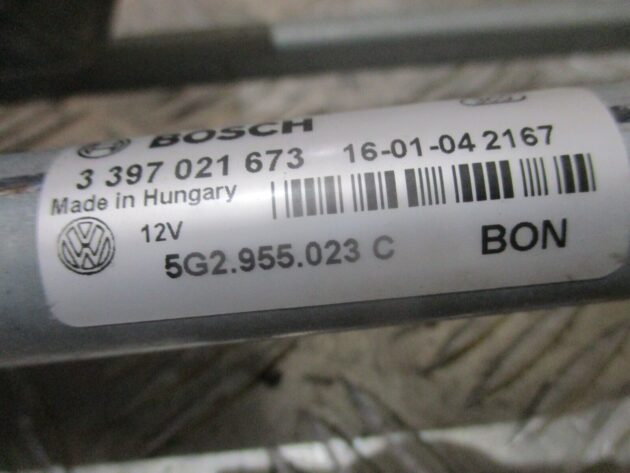 BOSCH
3 397 021 673 16-01-04 2167
Made in Hungary
12V
5G2.955.023 C BON